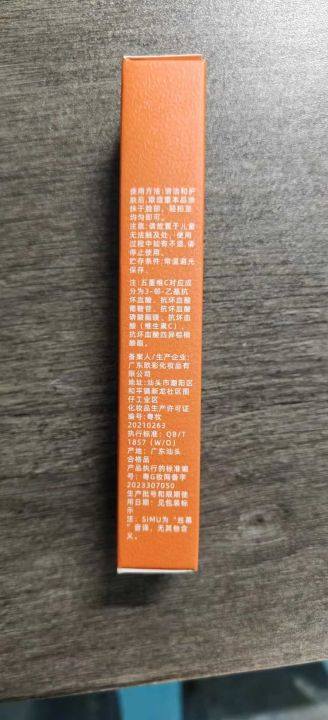 使用方法:清洁和护
肤后,取适量本品涂
抹于脸部, 轻拍至
均匀即可。
注意:请放置于儿童
无法触及处, 使用
过程中如有不适,请
停止使用。
贮存条件:常温避光
保存。
注:五重维C对应成
分为3-邻-乙基抗
坏血酸、抗坏血酸
葡糖苷、抗坏血酸
磷酸酯镁、抗坏血
酸（维生素C）、
抗坏血酸四异棕榈
酸酯。
备案人/生产企业:
广东肤彩化妆品有
限公司
地址:汕头市潮阳区
和平镇新龙社区围
仔工业区
化妆品生产许可证
编号:粤妆
20210263
执行标准: QB/T
1857 (W/O)
产地: 广东汕头
合格品
产品执行的标准编
号: 粤G妆网备字
2023307050
生产批号和限期使
用日期: 见包装标
示
注: SiMU为“丝幕”
音译, 无其他含
义。